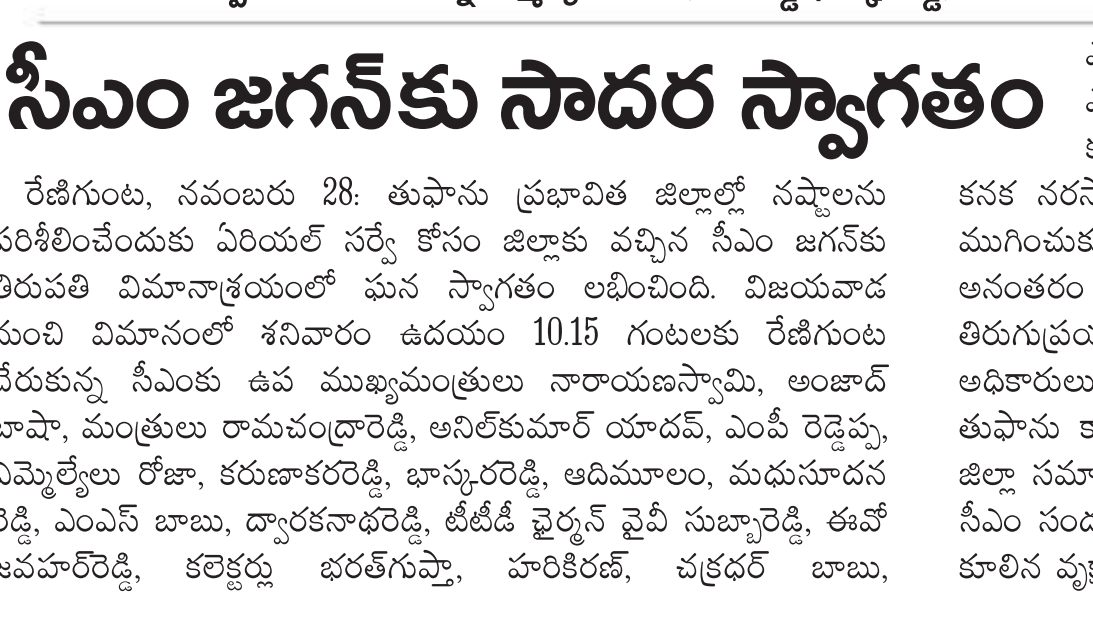 సీఎం జగన్‌కు సాదర స్వాగతం
రేణిగుంట, నవంబరు 28: తుఫాను ప్రభావిత జిల్లాల్లో నష్టాలను
పరిశీలించేందుకు ఏరియల్ సర్వే కోసం జిల్లాకు వచ్చిన సీఎం జగన్‌కు
తిరుపతి విమానాశ్రయంలో ఘన స్వాగతం లభించింది. విజయవాడ
నుంచి విమానంలో శనివారం ఉదయం 10.15 గంటలకు రేణిగుంట
చేరుకున్న సీఎంకు ఉప ముఖ్యమంత్రులు నారాయణస్వామి, అంజాద్
బాషా, మంత్రులు రామచంద్రారెడ్డి, అనిల్‌కుమార్ యాదవ్, ఎంపీ రెడ్డెప్ప,
ఎమ్మెల్యేలు రోజా, కరుణాకరరెడ్డి, భాస్కరరెడ్డి, ఆదిమూలం, మధుసూదన
రెడ్డి, ఎంఎస్ బాబు, ద్వారకనాథరెడ్డి, టీటీడీ ఛైర్మన్ వైవీ సుబ్బారెడ్డి, ఈవో
జవహర్‌రెడ్డి, కలెక్టర్లు భరత్‌గుప్తా, హరికిరణ్, చక్రధర్ బాబు,
కనక
అనంతరం
అధికారులు
తుఫాను
జిల్లా
సీఎం
కూలిన